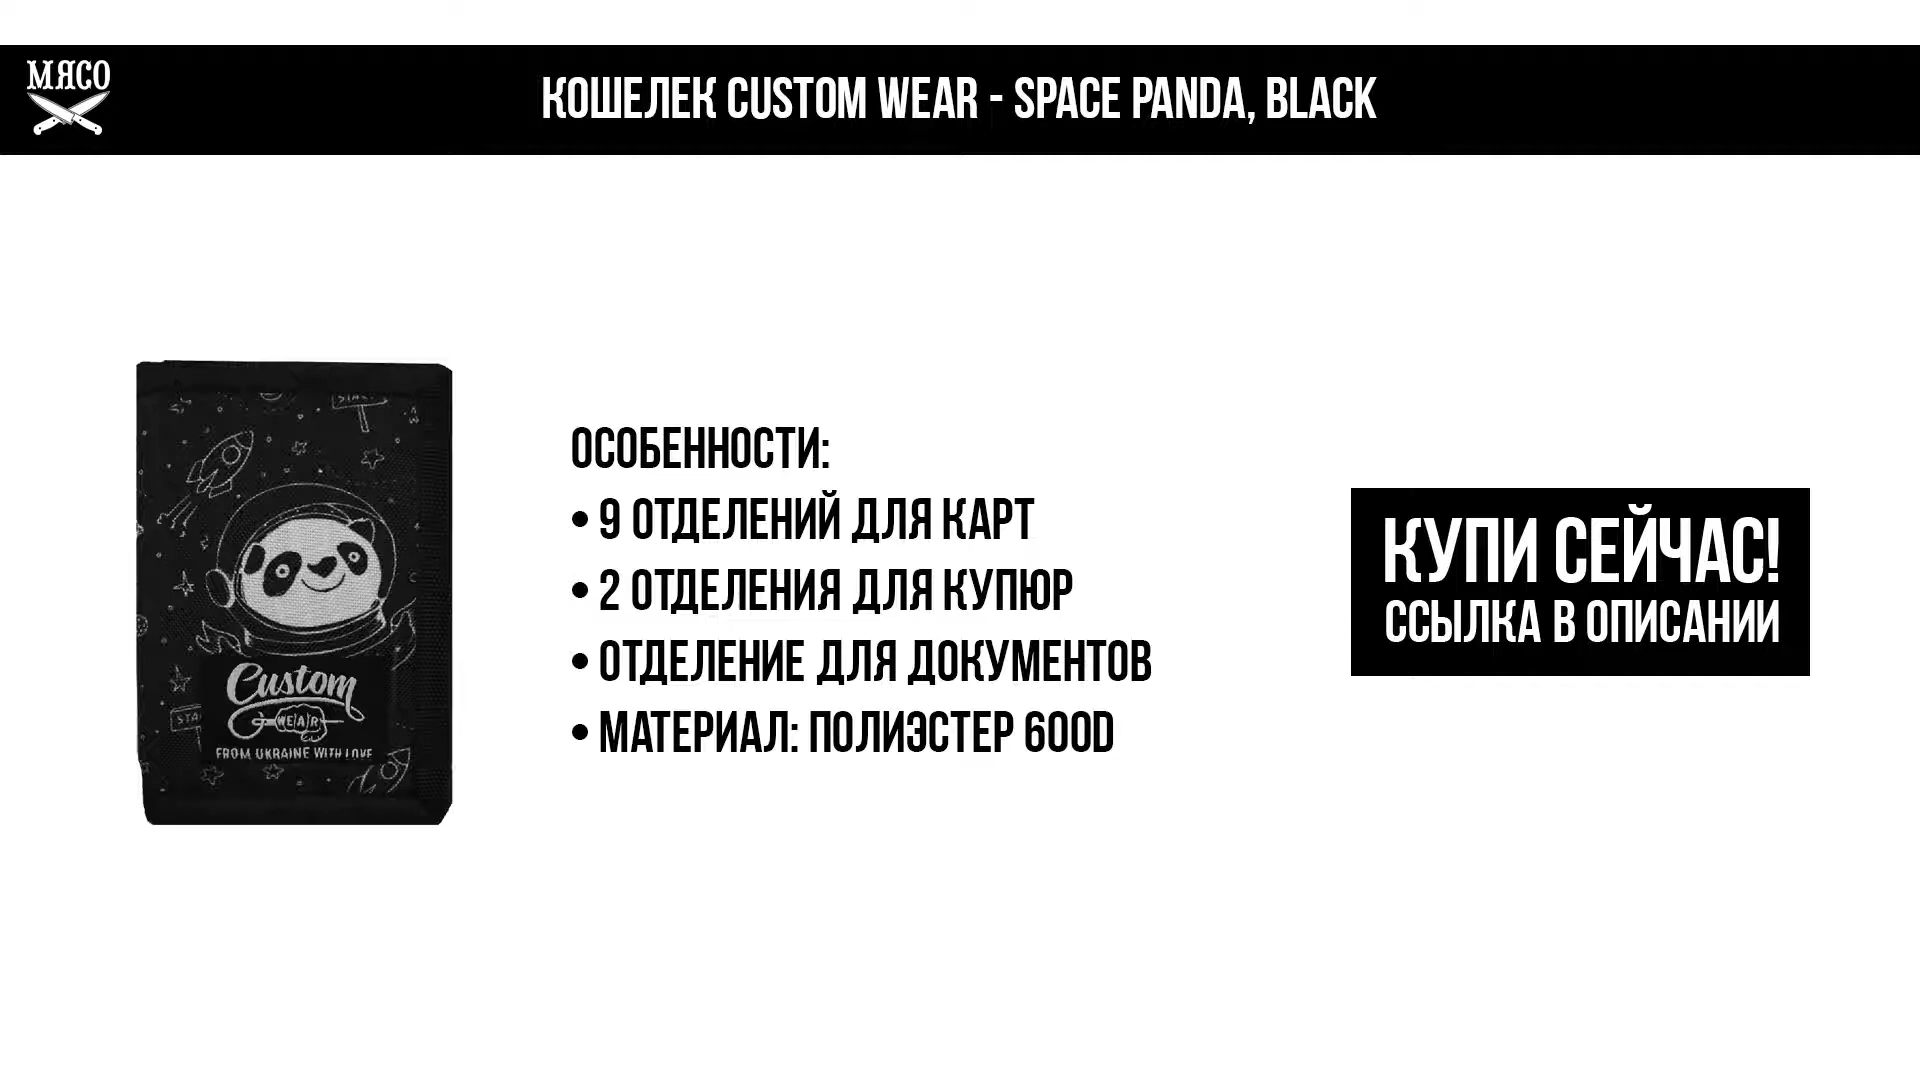 МЯСО
КОШЕЛЕК CUSTOM WEAR - SPACE PANDA, BLACK
ОСОБЕННОСТИ:
• 9 ОТДЕЛЕНИЙ ДЛЯ КАРТ
• 2 ОТДЕЛЕНИЯ ДЛЯ КУПЮР
• ОТДЕЛЕНИЕ ДЛЯ ДОКУМЕНТОВ
• МАТЕРИАЛ: ПОЛИЭСТЕР 600D
КУПИ СЕЙЧАС!
ССЫЛКА В ОПИСАНИИ
Custom
WEAR
FROM UKRAINE WITH LOVE